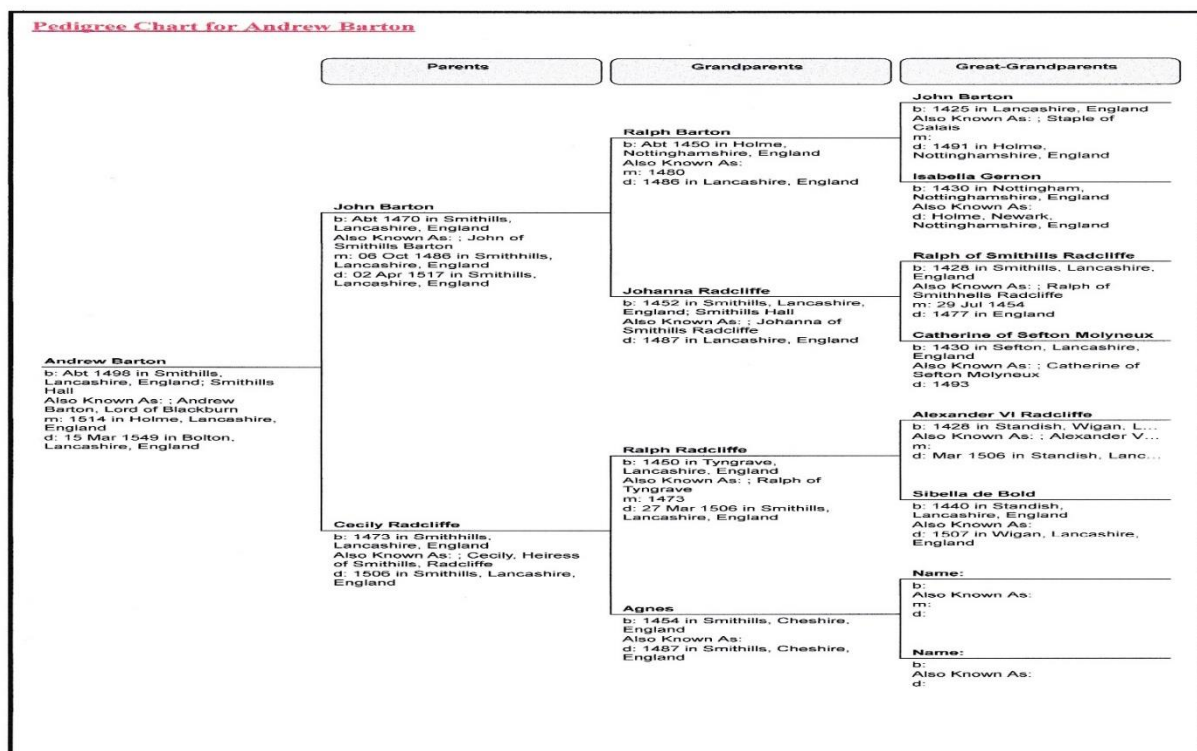 Pedigree Chart for Andrew Barton
Parents
Grandparents
Great-Grandparents
Andrew Barton
b: Abt 1498 in Smithills,
Lancashire, England; Smithills
Hall
Also Known As: ; Andrew
Barton, Lord of Blackburn
m: 1514 in Holme, Lancashire,
England
d: 15 Mar 1549 in Bolton,
Lancashire, England
John Barton
b: Abt 1470 in Smithills,
Lancashire, England
Also Known As: ; John of
Smithills Barton
m: 06 Oct 1486 in Smithhills,
Lancashire, England
d: 02 Apr 1517 in Smithills,
Lancashire, England
Cecily Radcliffe
b: 1473 in Smithhills,
Lancashire, England
Also Known As: ; Cecily, Heiress
of Smithills, Radcliffe
d: 1506 in Smithills, Lancashire,
England
Ralph Barton
b: Abt 1450 in Holme,
Nottinghamshire, England
Also Known As:
m: 1480
d: 1486 in Lancashire, England
Johanna Radcliffe
b: 1452 in Smithills, Lancashire,
England; Smithills Hall
Also Known As: ; Johanna of
Smithills Radcliffe
d: 1487 in Lancashire, England
Ralph Radcliffe
b: 1450 in Tyngrave,
Lancashire, England
Also Known As: ; Ralph of
Tyngrave
m: 1473
d: 27 Mar 1506 in Smithills,
Lancashire, England
Agnes
b: 1454 in Smithills, Cheshire,
England
Also Known As:
d: 1487 in Smithills, Cheshire,
England
John Barton
b: 1425 in Lancashire, England
Also Known As: ; Staple of
Calais
m:
d: 1491 in Holme,
Nottinghamshire, England
Isabella Gernon
b: 1430 in Nottingham,
Nottinghamshire, England
Also Known As:
d: Holme, Newark,
Nottinghamshire, England
Ralph of Smithills Radcliffe
b: 1428 in Smithills, Lancashire,
England
Also Known As: ; Ralph of
Smithhells Radcliffe
m: 29 Jul 1454
d: 1477 in England
Catherine of Sefton Molyneux
b: 1430 in Sefton, Lancashire,
England
Also Known As: ; Catherine of
Sefton Molyneux
d: 1493
Alexander VI Radcliffe
b: 1428 in Standish, Wigan, L...
Also Known As: ; Alexander V...
m:
d: Mar 1506 in Standish, Lanc...
Sibella de Bold
b: 1440 in Standish,
Lancashire, England
Also Known As:
d: 1507 in Wigan, Lancashire,
England
Name:
b:
Also Known As:
m:
d:
Name:
b:
Also Known As:
d: